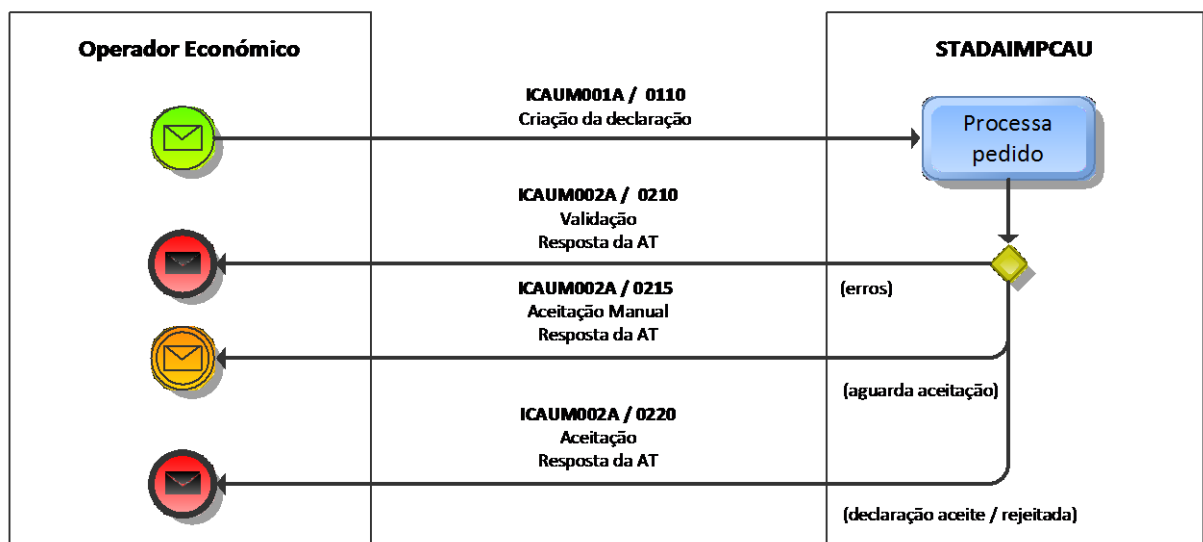 Operador Económico
STADAIMPCAU
ICAUM001A / 0110
Criação da declaração
Processa
pedido
ICAUM002A / 0210
Validação
Resposta da AT
(erros)
ICAUM002A / 0215
Aceitação Manual
Resposta da AT
(aguarda aceitação)
ICAUM002A / 0220
Aceitação
Resposta da AT
(declaração aceite / rejeitada)